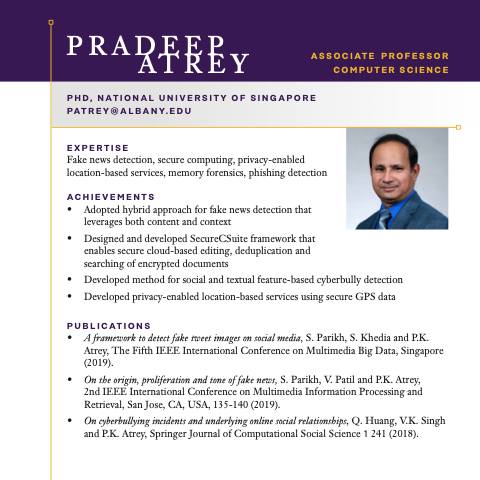 PRADEEP
ATREY
ASSOCIATE PROFESSOR
COMPUTER SCIENCE
PHD, NATIONAL UNIVERSITY OF SINGAPORE
PATREY@ALBANY.EDU
EXPERTISE
Fake news detection, secure computing, privacy-enabled
location-based services, memory forensics, phishing detection
ACHIEVEMENTS
• Adopted hybrid approach for fake news detection that
leverages both content and context
• Designed and developed SecureCSuite framework that
enables secure cloud-based editing, deduplication and
searching of encrypted documents
• Developed method for social and textual feature-based cyberbully detection
• Developed privacy-enabled location-based services using secure GPS data
PUBLICATIONS
• A framework to detect fake tweet images on social media, S. Parikh, S. Khedia and P.K.
Atrey, The Fifth IEEE International Conference on Multimedia Big Data, Singapore
(2019).
• On the origin, proliferation and tone of fake news, S. Parikh, V. Patil and P.K. Atrey,
2nd IEEE International Conference on Multimedia Information Processing and
Retrieval, San Jose, CA, USA, 135-140 (2019).
• On cyberbullying incidents and underlying online social relationships, Q. Huang, V.K. Singh
and P.K. Atrey, Springer Journal of Computational Social Science 1 241 (2018).